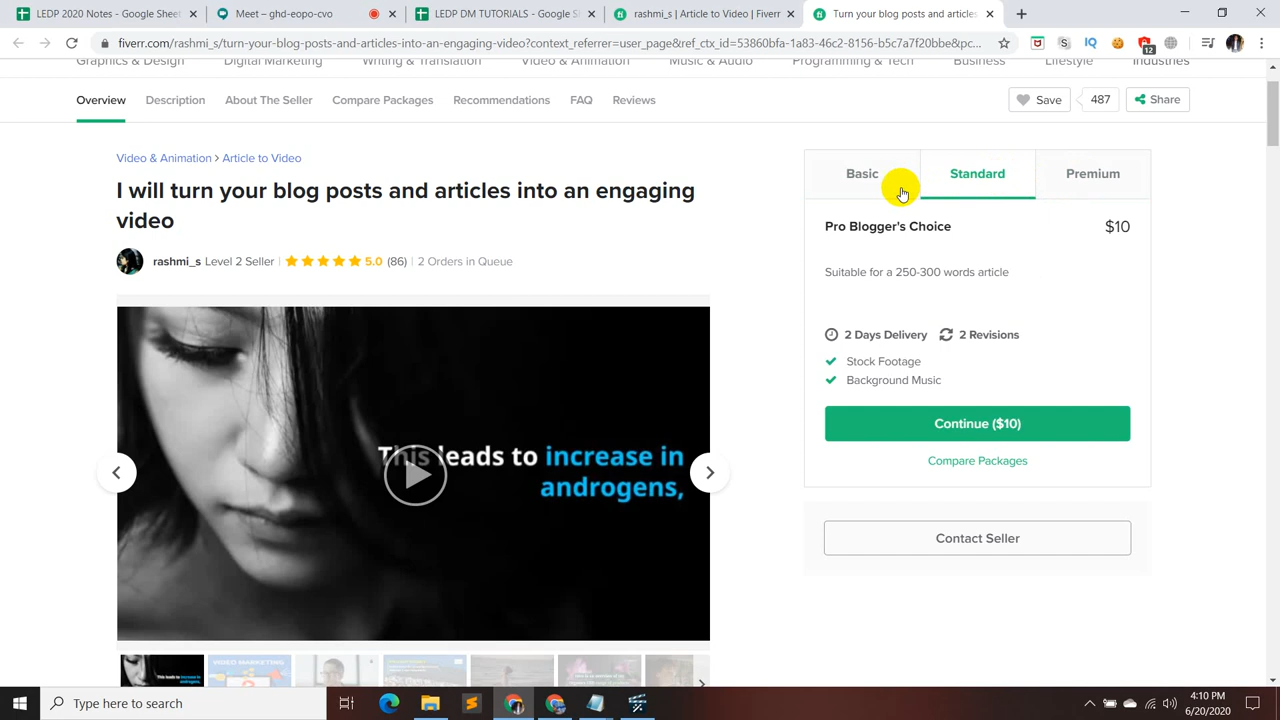 LEDP 2020 - Google Sheet
Meet – ghd-eopo-cvo
LEDP DM TUTORIALS - Google S
rashmi_s | Article to Video | Fiverr
Turn your blog posts and articles
fiverr.com/rashmi_s/turn-your-blog-posts-and-articles-into-an-engaging-video?context_referrer=user_page&ref_ctx_id=53860bfa-1a83-46c2-8156-b5c7a7f20bbe&pc...
12
Graphics & Design
Digital Marketing
Writing & Translation
Video & Animation
Music & Audio
Programming & Tech
Business
Lifestyle
Industries
Overview
Description
About The Seller
Compare Packages
Recommendations
FAQ
Reviews
Save
487
Share
Video & Animation > Article to Video
I will turn your blog posts and articles into an engaging
video
rashmi_s Level 2 Seller 5.0 (86) 2 Orders in Queue
Basic
Standard
Premium
Pro Blogger's Choice $10
Suitable for a 250-300 words article
2 Days Delivery 2 Revisions
Stock Footage
Background Music
Continue ($10)
Compare Packages
Contact Seller
This leads to increase in
androgens,
VIDEO MARKETING
Type here to search
4:10 PM
6/20/2020